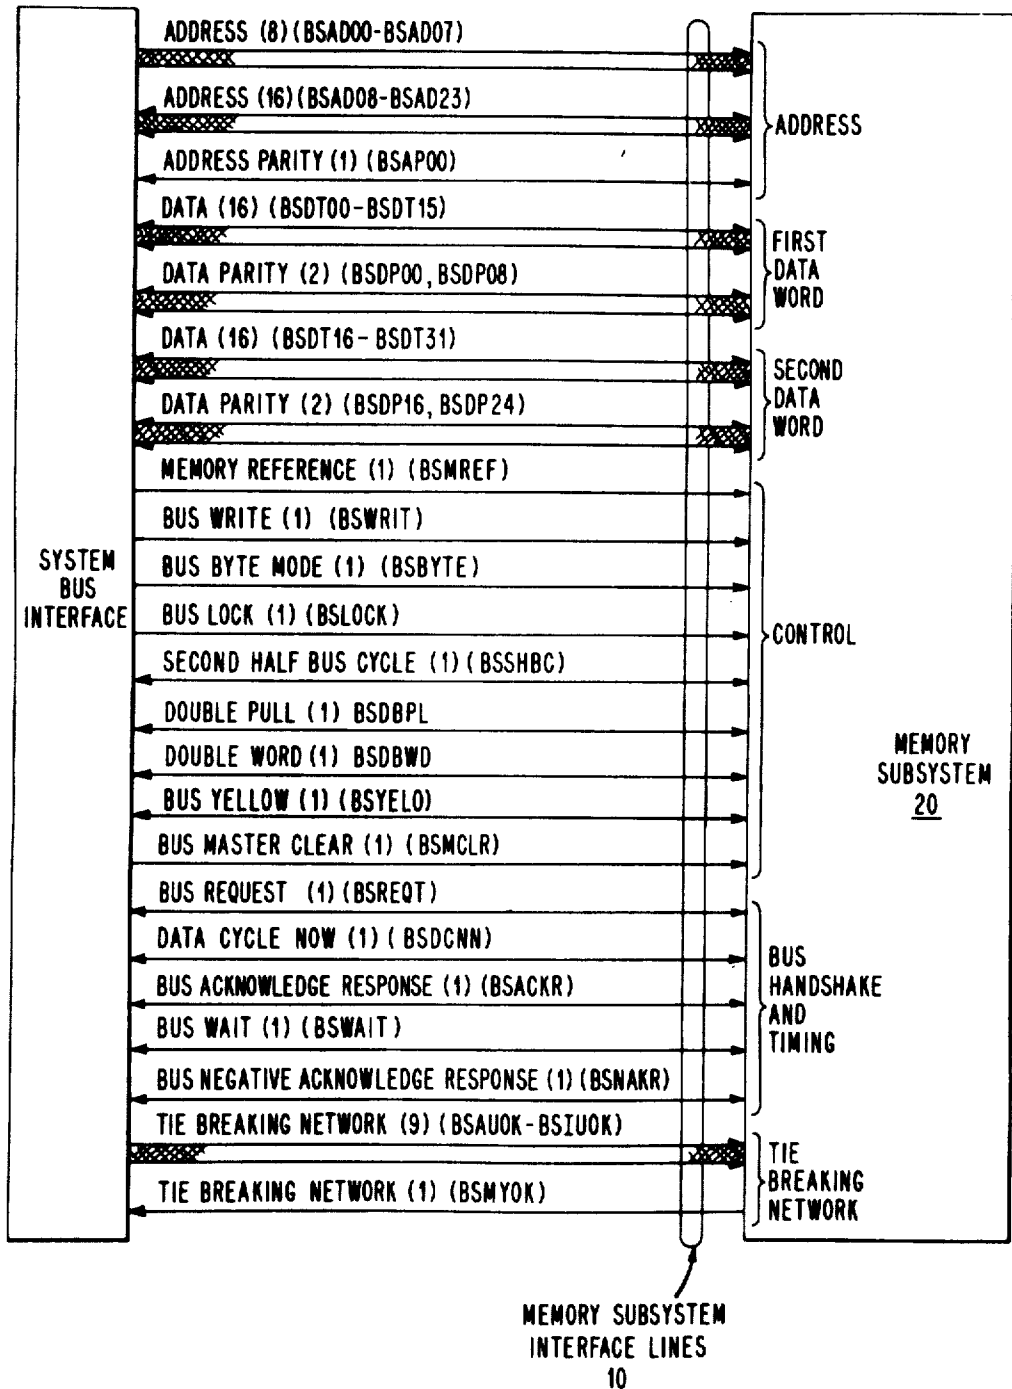 ADDRESS (8) (BSAD00-BSAD07)
ADDRESS (16)(BSAD08-BSAD23)
ADDRESS PARITY (1) (BSAP00)
ADDRESS
DATA (16) (BSDT00-BSDT15)
DATA PARITY (2) (BSDP00, BSDP08)
FIRST
DATA
WORD
DATA (16) (BSDT16-BSDT31)
DATA PARITY (2) (BSDP16, BSDP24)
SECOND
DATA
WORD
MEMORY REFERENCE (1) (BSMREF)
BUS WRITE (1) (BSWRIT)
BUS BYTE MODE (1) (BSBYTE)
BUS LOCK (1) (BSLOCK)
SECOND HALF BUS CYCLE (1)(BSSHBC)
DOUBLE PULL (1) BSDBPL
DOUBLE WORD (1) BSDBWD
BUS YELLOW (1) (BSYELO)
BUS MASTER CLEAR (1) (BSMCLR)
CONTROL
SYSTEM
BUS
INTERFACE
MEMORY
SUBSYSTEM
20
BUS REQUEST (1)(BSREQT)
DATA CYCLE NOW (1)(BSDCNN)
BUS ACKNOWLEDGE RESPONSE (1)(BSACKR)
BUS WAIT (1) (BSWAIT)
BUS NEGATIVE ACKNOWLEDGE RESPONSE (1)(BSNAKR)
BUS
HANDSHAKE
AND
TIMING
TIE BREAKING NETWORK (9) (BSAUOK-BSIUOK)
TIE BREAKING NETWORK (1) (BSMYOK)
TIE
BREAKING
NETWORK
MEMORY SUBSYSTEM
INTERFACE LINES
10